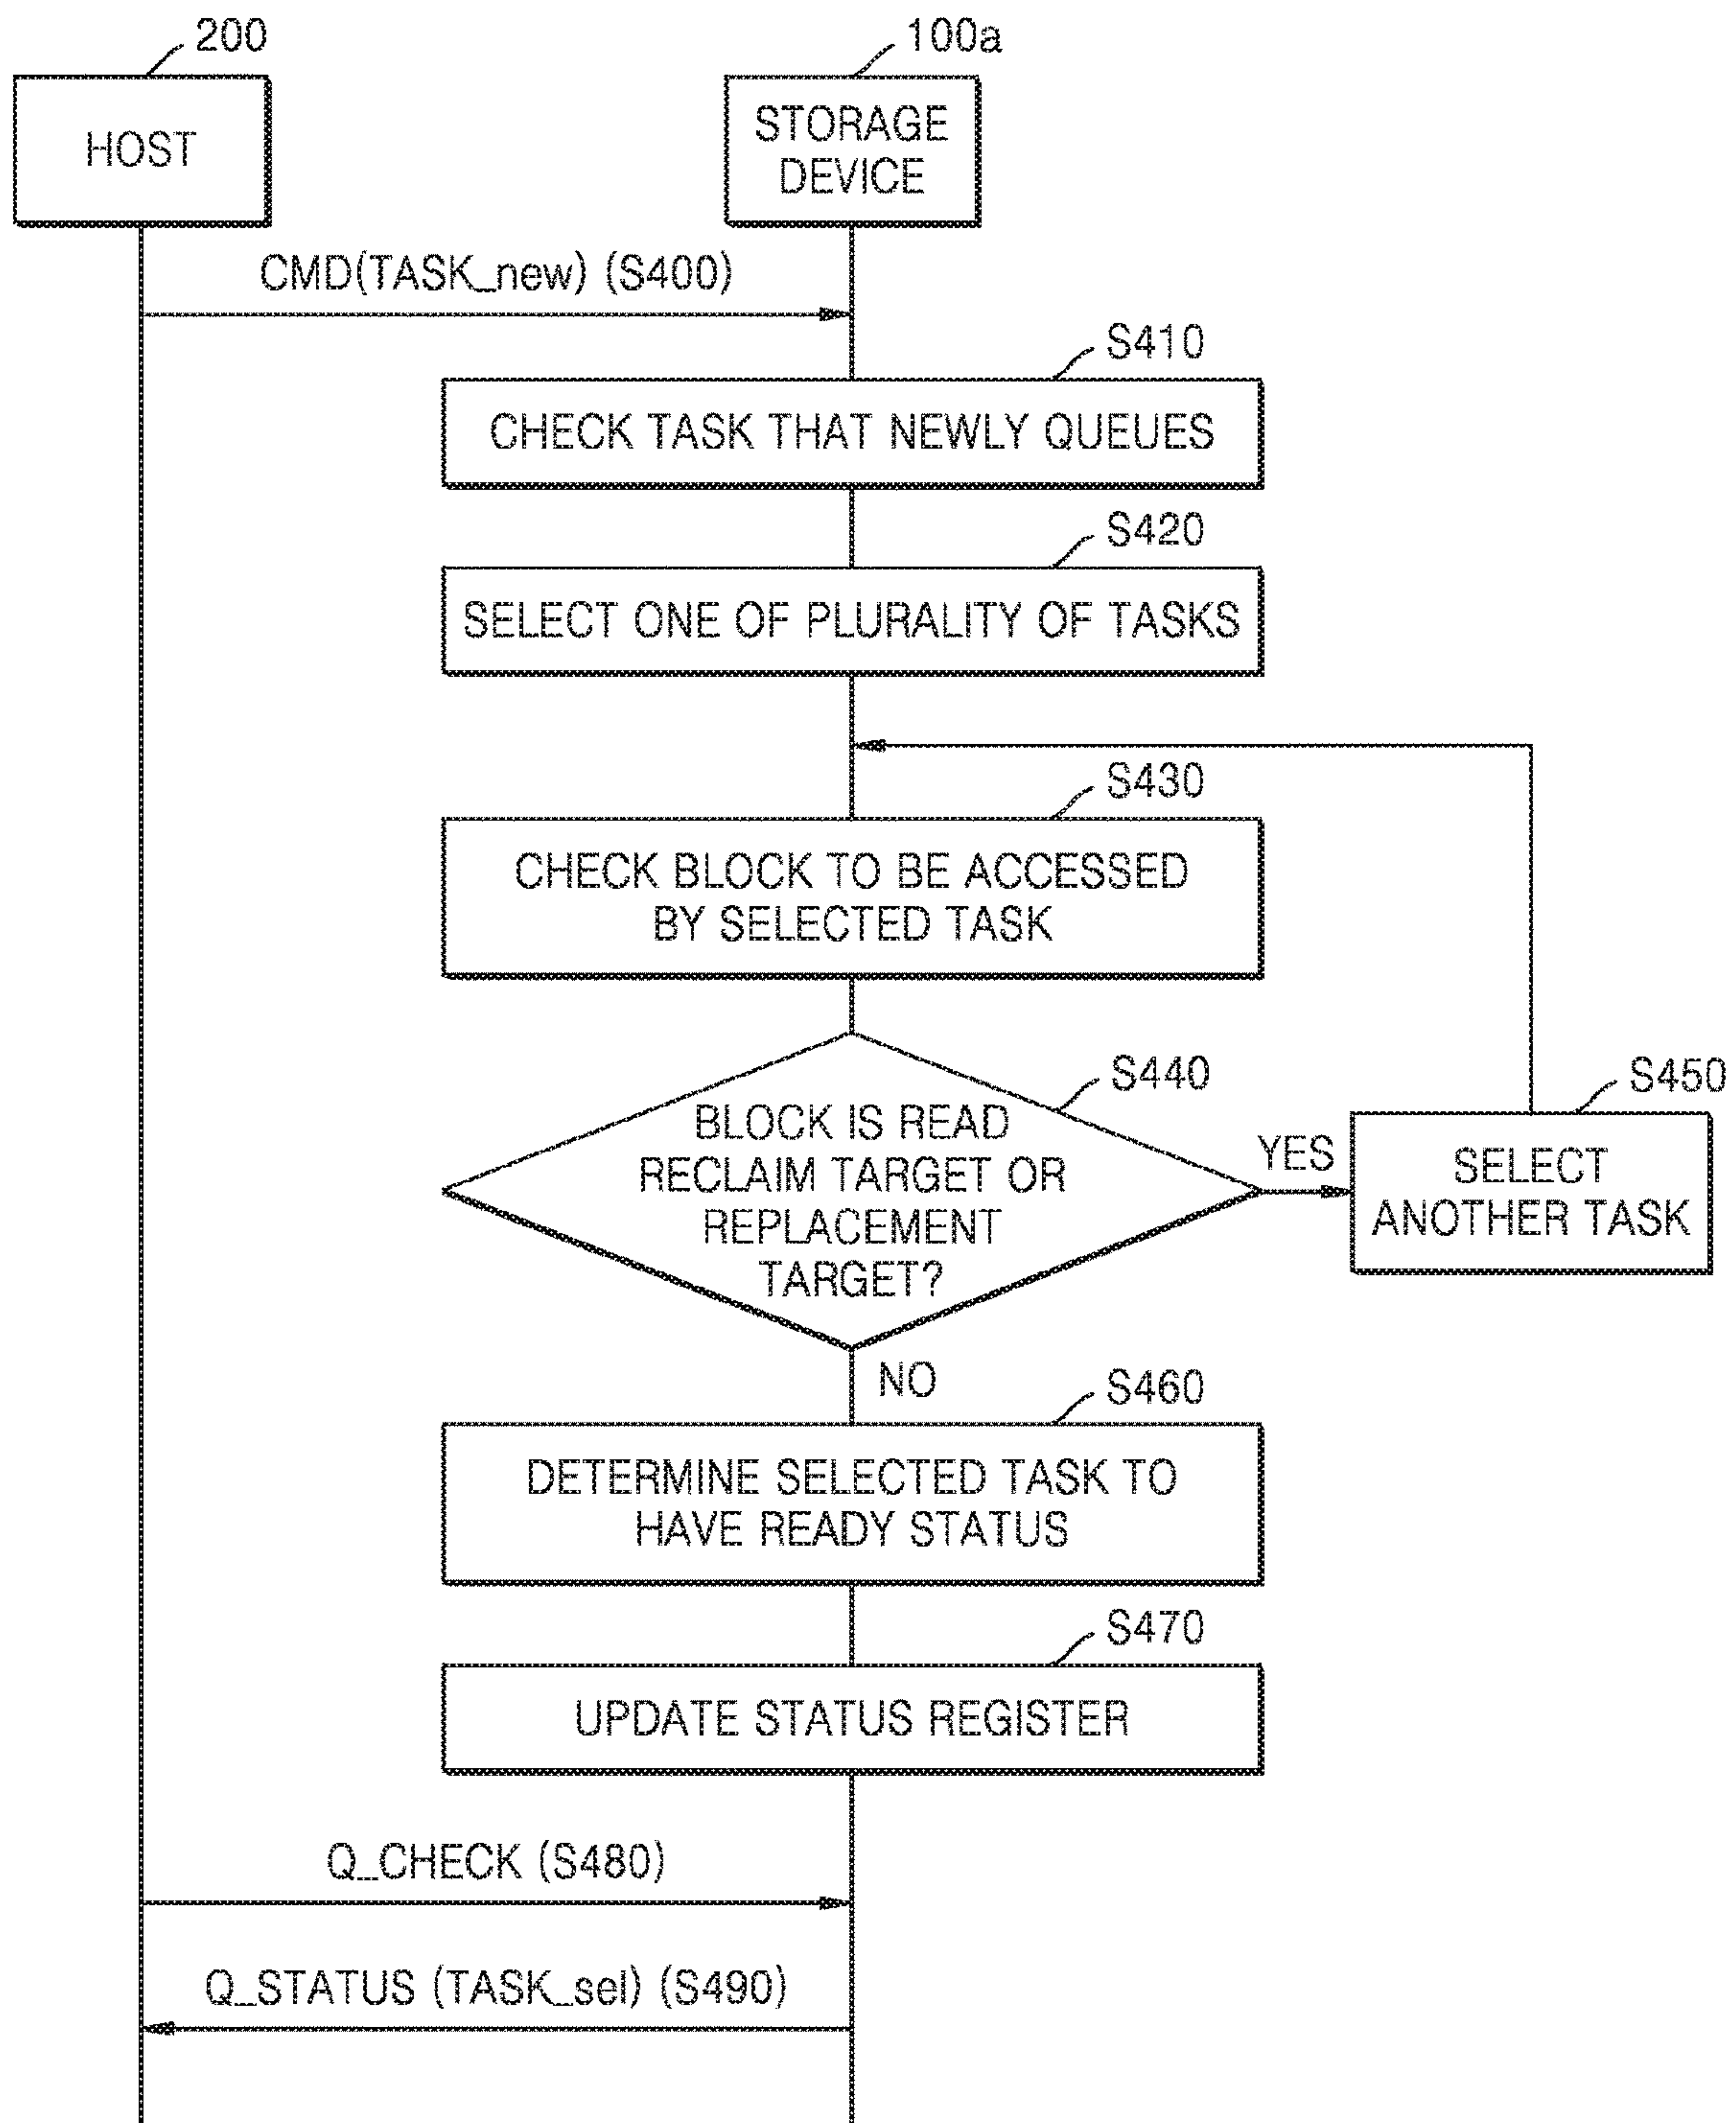 200
100a
HOST
STORAGE
DEVICE
CMD(TASK_new) (S400)
S410
CHECK TASK THAT NEWLY QUEUES
S420
SELECT ONE OF PLURALITY OF TASKS
S430
CHECK BLOCK TO BE ACCESSED
BY SELECTED TASK
S440
BLOCK IS READ
RECLAIM TARGET OR
REPLACEMENT
TARGET?
YES
S450
SELECT
ANOTHER TASK
NO
S460
DETERMINE SELECTED TASK TO
HAVE READY STATUS
S470
UPDATE STATUS REGISTER
Q_CHECK (S480)
Q_STATUS (TASK_sel) (S490)